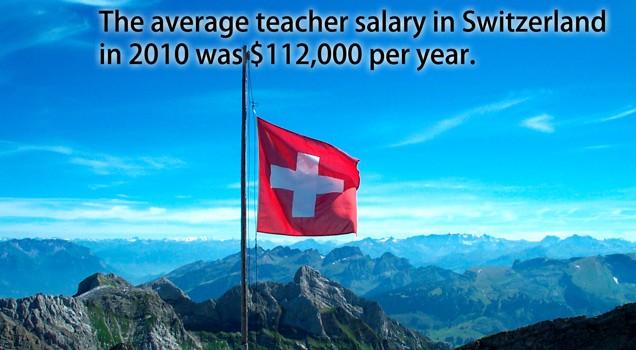 The average teacher salary in Switzerland
in 2010 was $112,000 per year.